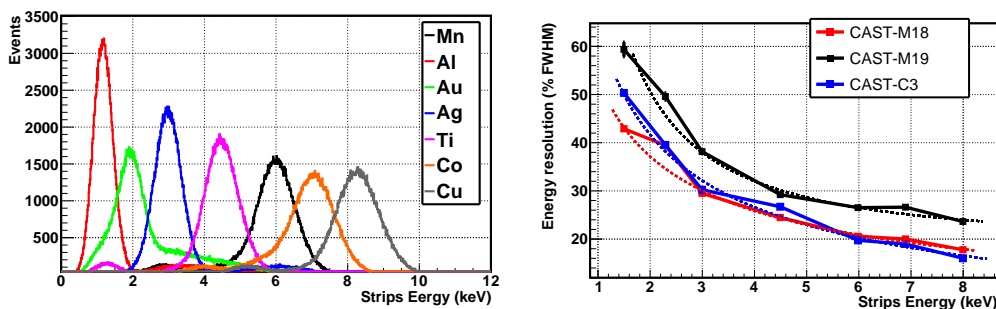 Events
3500
3000
2500
2000
1500
1000
500
0 2 4 6 8 10 12
Strips Eergy (keV)
Mn
Al
Au
Ag
Ti
Co
Cu
Energy resolution (% FWHM)
60
50
40
30
20
1 2 3 4 5 6 7 8
Strips Energy (keV)
CAST-M18
CAST-M19
CAST-C3